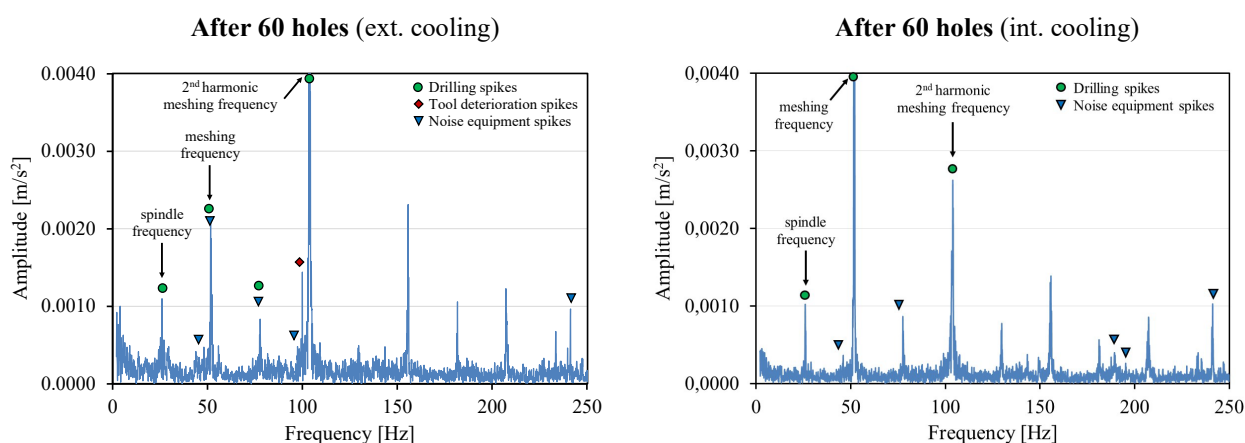 After 60 holes (ext. cooling)
0.0040
0.0030
0.0020
0.0010
0.0000
Amplitude [m/s²]
2nd harmonic
meshing frequency
meshing
frequency
spindle
frequency
Drilling spikes
Tool deterioration spikes
Noise equipment spikes
0 50 100 150 200 250
Frequency [Hz]
After 60 holes (int. cooling)
0,0040
0,0030
0,0020
0,0010
0,0000
Amplitude [m/s²]
meshing
frequency
2nd harmonic
meshing frequency
spindle
frequency
Drilling spikes
Noise equipment spikes
0 50 100 150 200 250
Frequency [Hz]